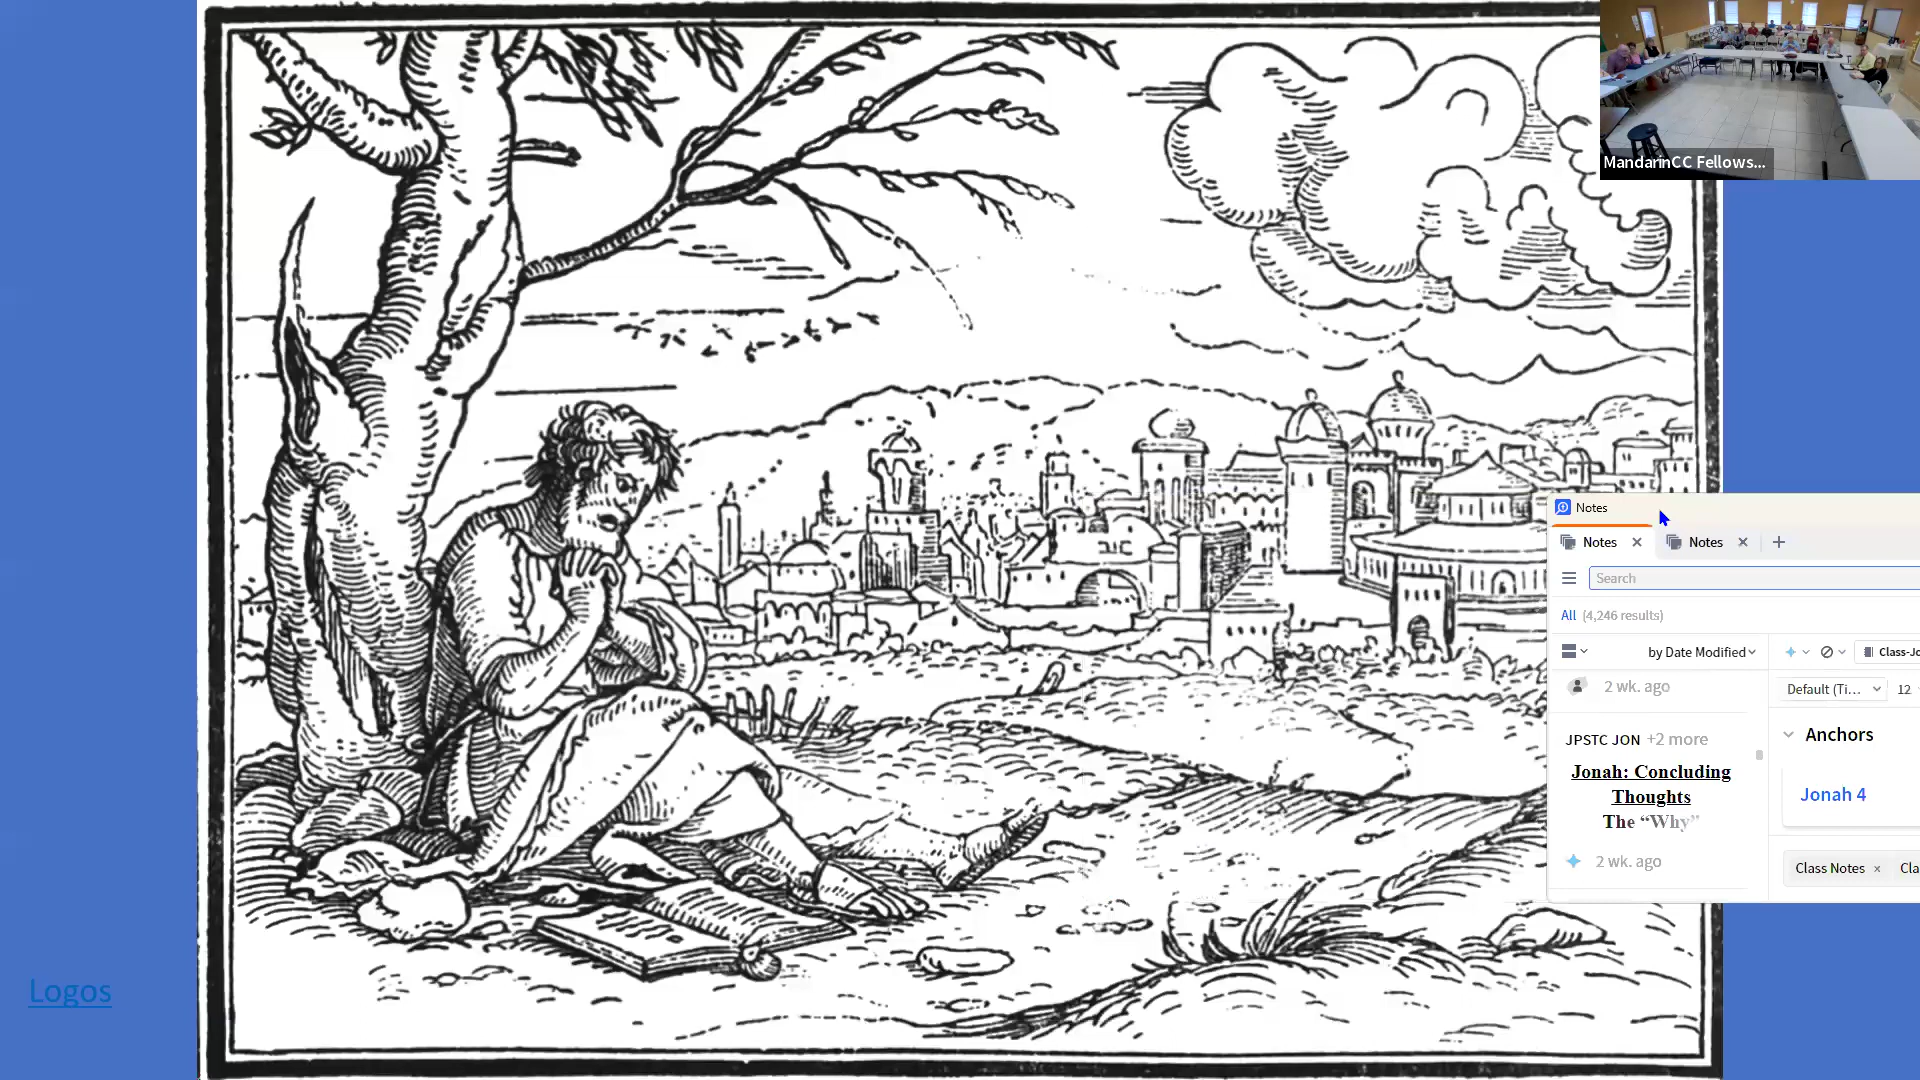 MandarinCC Fellows...
Notes
Notes
Notes
Search
All (4,246 results)
by Date Modified
Class-Jo
2 wk. ago
Default (Ti...
12
JPSTC JON +2 more
Anchors
Jonah: Concluding
Thoughts
The “Why”
Jonah 4
2 wk. ago
Class Notes ×
Cla
Logos